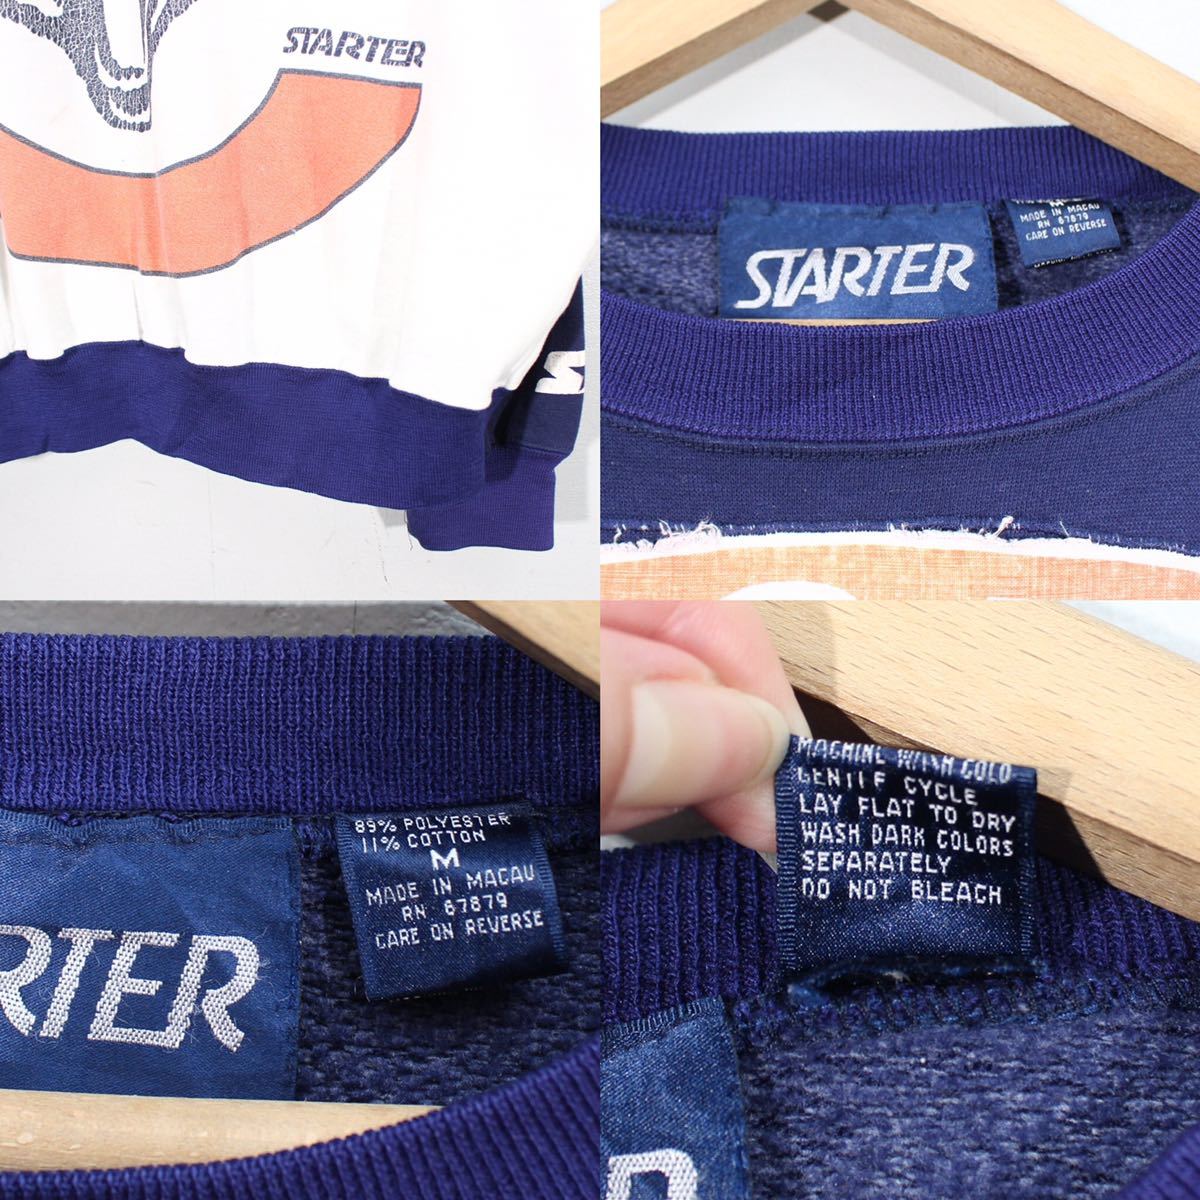 STARTER
S
STARTER
M
MADE IN MACAU
RN 67879
CARE ON REVERSE
RTER
89% POLYESTER
11% COTTON
M
MADE IN MACAU
RN 67879
CARE ON REVERSE
MACHINE WASH COLD
GENTLE CYCLE
LAY FLAT TO DRY
WASH DARK COLORS
SEPARATELY
DO NOT BLEACH